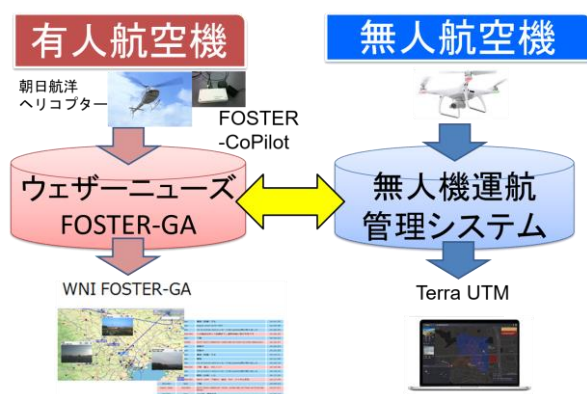 有人航空機
無人航空機
朝日航洋
ヘリコプター
FOSTER
-CoPilot
ウェザーニューズ
FOSTER-GA
無人機運航
管理システム
WNI FOSTER-GA
Terra UTM